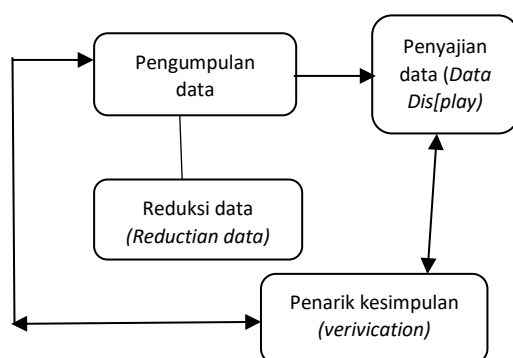 Pengumpulan
data
Penyajian
data (Data
Dis[play)
Reduksi data
(Reductian data)
Penarik kesimpulan
(verivication)